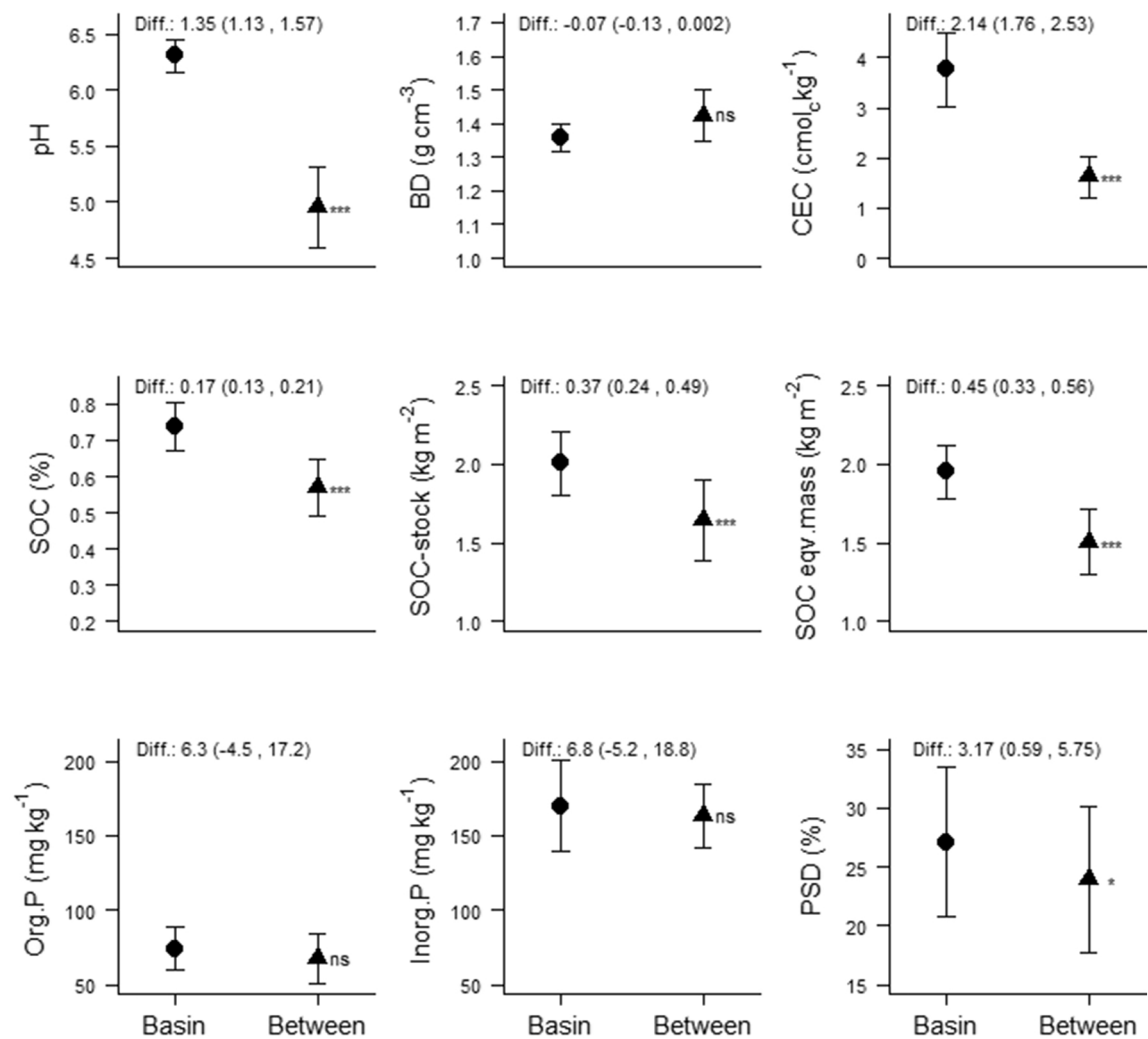 Diff.: 1.35 (1.13 , 1.57)
pH
6.5
6.0
5.5
5.0
4.5
***
Diff.: -0.07 (-0.13 , 0.002)
BD (g cm⁻³)
1.7
1.6
1.5
1.4
1.3
1.2
1.1
1.0
ns
Diff.: 2.14 (1.76 , 2.53)
CEC (cmol꜀kg⁻¹)
4
3
2
1
0
***
Diff.: 0.17 (0.13 , 0.21)
SOC (%)
0.8
0.7
0.6
0.5
0.4
0.3
0.2
***
Diff.: 0.37 (0.24 , 0.49)
SOC-stock (kg m⁻²)
2.5
2.0
1.5
1.0
***
Diff.: 0.45 (0.33 , 0.56)
SOC eqv.mass (kg m⁻²)
2.5
2.0
1.5
1.0
***
Diff.: 6.3 (-4.5 , 17.2)
Org.P (mg kg⁻¹)
200
150
100
50
ns
Basin Between
Diff.: 6.8 (-5.2 , 18.8)
Inorg.P (mg kg⁻¹)
200
150
100
50
ns
Basin Between
Diff.: 3.17 (0.59 , 5.75)
PSD (%)
35
30
25
20
15
*
Basin Between